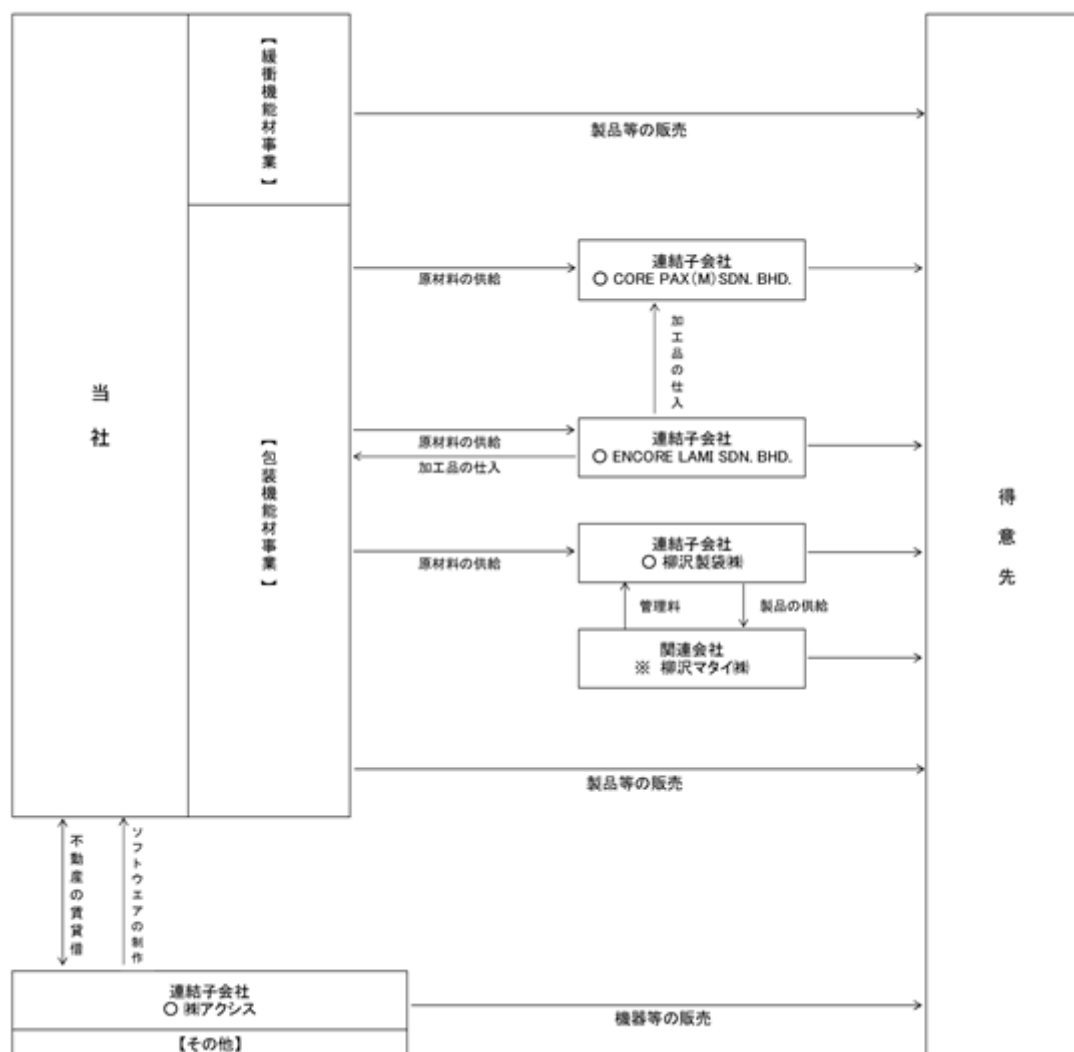 当社
【緩衝機能材事業】
製品等の販売
連結子会社
○ CORE PAX(M)SDN. BHD.
原材料の供給
加工品の仕入
【包装機能材事業】
原材料の供給
加工品の仕入
連結子会社
○ ENCORE LAMI SDN. BHD.
原材料の供給
連結子会社
○ 柳沢製袋㈱
管理料
製品の供給
関連会社
※ 柳沢マタイ㈱
製品等の販売
得意先
不動産の賃貸借
ソフトウエアの制作
連結子会社
○ ㈱アクシス
【その他】
機器等の販売